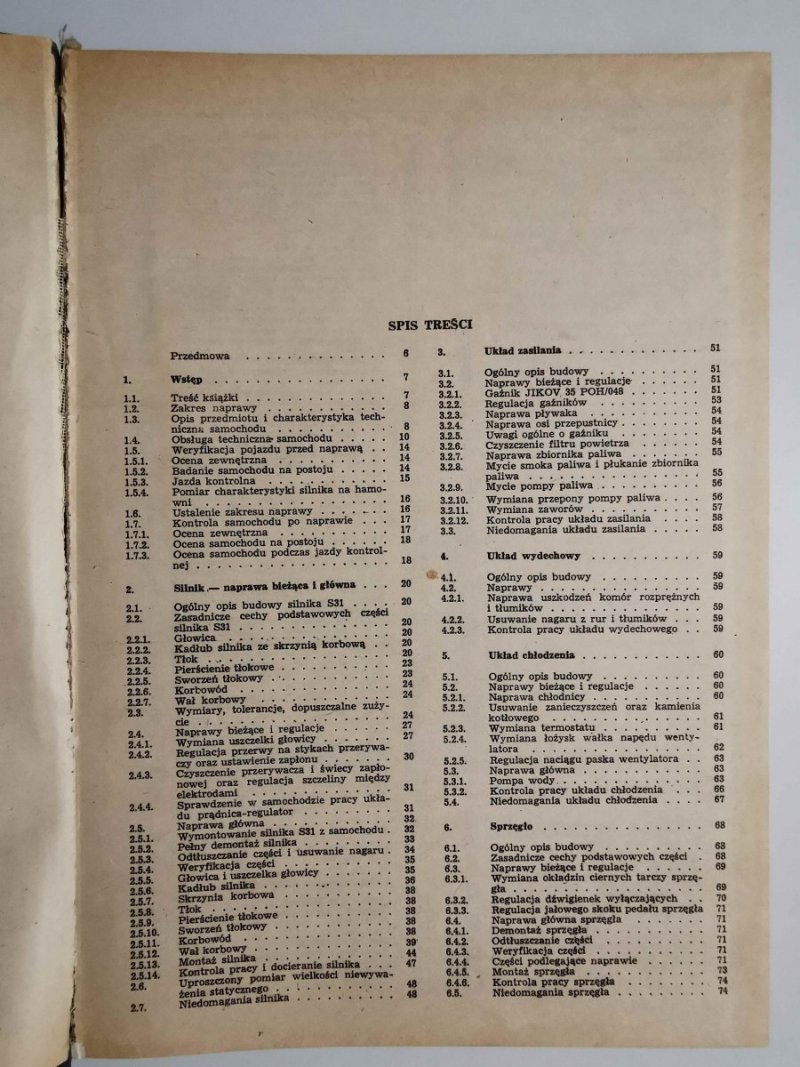 SPIS TREŚCI
Przedmowa . . . . . . . . . . . . . . 6
1. Wstęp . . . . . . . . . . . . . . . . 7
1.1. Treść książki . . . . . . . . . . . . . 7
1.2. Zakres naprawy . . . . . . . . . . . 8
1.3. Opis przedmiotu i charakterystyka tech-
niczna samochodu . . . . . . . . . . 8
1.4. Obsługa techniczna samochodu . . . . . 10
1.5. Weryfikacja pojazdu przed naprawą . . 14
1.5.1. Ocena zewnętrzna . . . . . . . . . . 14
1.5.2. Badanie samochodu na postoju . . . . . 14
1.5.3. Jazda kontrolna . . . . . . . . . . . 15
1.5.4. Pomiar charakterystyki silnika na hamo-
wni . . . . . . . . . . . . . . . . . 16
1.6. Ustalenie zakresu naprawy . . . . . . 16
1.7. Kontrola samochodu po naprawie . . . 17
1.7.1. Ocena zewnętrzna . . . . . . . . . . 17
1.7.2. Ocena samochodu na postoju . . . . . . 18
1.7.3. Ocena samochodu podczas jazdy kontrol-
nej . . . . . . . . . . . . . . . . . 18
2. Silnik — naprawa bieżąca i główna . . . 20
2.1. Ogólny opis budowy silnika S31 . . . . 20
2.2. Zasadnicze cechy podstawowych części
silnika S31 . . . . . . . . . . . . . . 20
2.2.1. Głowica . . . . . . . . . . . . . . 20
2.2.2. Kadłub silnika ze skrzynią korbową . . 20
2.2.3. Tłok . . . . . . . . . . . . . . . . 20
2.2.4. Pierścienie tłokowe . . . . . . . . . . 23
2.2.5. Sworzeń tłokowy . . . . . . . . . . . 23
2.2.6. Korbowód . . . . . . . . . . . . . . 24
2.2.7. Wał korbowy . . . . . . . . . . . . . 24
2.3. Wymiary, tolerancje, dopuszczalne zuży-
cie . . . . . . . . . . . . . . . . . 24
2.4. Naprawy bieżące i regulacje . . . . . . 27
2.4.1. Wymiana uszczelki głowicy . . . . . . 27
2.4.2. Regulacja przerwy na stykach przerywa-
czy oraz ustawienie zapłonu . . . . . . 30
2.4.3. Czyszczenie przerywacza i świecy zapło-
nowej oraz regulacja szczeliny między
elektrodami . . . . . . . . . . . . . 31
2.4.4. Sprawdzenie w samochodzie pracy ukła-
du prądnica-regulator . . . . . . . . . 31
2.5. Naprawa główna . . . . . . . . . . . 32
2.5.1. Wymontowanie silnika S31 z samochodu . 32
2.5.2. Pełny demontaż silnika . . . . . . . . 33
2.5.3. Odtłuszczanie części i usuwanie nagaru . 34
2.5.4. Weryfikacja części . . . . . . . . . . 35
2.5.5. Głowica i uszczelka głowicy . . . . . . 35
2.5.6. Kadłub silnika . . . . . . . . . . . . 36
2.5.7. Skrzynia korbowa . . . . . . . . . . 38
2.5.8. Tłok . . . . . . . . . . . . . . . . 38
2.5.9. Pierścienie tłokowe . . . . . . . . . . 38
2.5.10. Sworzeń tłokowy . . . . . . . . . . . 38
2.5.11. Korbowód . . . . . . . . . . . . . . 38
2.5.12. Wał korbowy . . . . . . . . . . . . . 39
2.5.13. Montaż silnika . . . . . . . . . . . . 44
2.5.14. Kontrola pracy i docieranie silnika . . . 47
2.6. Uproszczony pomiar wielkości niewywa-
żenia statycznego . . . . . . . . . . . 48
2.7. Niedomagania silnika . . . . . . . . . 48
3. Układ zasilania . . . . . . . . . . . . . 51
3.1. Ogólny opis budowy . . . . . . . . . . 51
3.2. Naprawy bieżące i regulacje . . . . . . 51
3.2.1. Gaźnik JIKOV 35 POH/048 . . . . . . . 51
3.2.2. Regulacja gaźników . . . . . . . . . . 53
3.2.3. Naprawa pływaka . . . . . . . . . . . 54
3.2.4. Naprawa osi przepustnicy . . . . . . . . 54
3.2.5. Uwagi ogólne o gaźniku . . . . . . . . 54
3.2.6. Czyszczenie filtru powietrza . . . . . . 54
3.2.7. Naprawa zbiornika paliwa . . . . . . . 55
3.2.8. Mycie smoka paliwa i płukanie zbiornika
paliwa . . . . . . . . . . . . . . . . . 55
3.2.9. Mycie pompy paliwa . . . . . . . . . . 56
3.2.10. Wymiana przepony pompy paliwa . . . . 56
3.2.11. Wymiana zaworów . . . . . . . . . . . 57
3.2.12. Kontrola pracy układu zasilania . . . . 58
3.3. Niedomagania układu zasilania . . . . . 58
4. Układ wydechowy . . . . . . . . . . . 59
4.1. Ogólny opis budowy . . . . . . . . . . 59
4.2. Naprawy . . . . . . . . . . . . . . . . 59
4.2.1. Naprawa uszkodzeń komór rozprężnych
i tłumików . . . . . . . . . . . . . . . 59
4.2.2. Usuwanie nagaru z rur i tłumików . . . 59
4.2.3. Kontrola pracy układu wydechowego . . 59
5. Układ chłodzenia . . . . . . . . . . . . 60
5.1. Ogólny opis budowy . . . . . . . . . . 60
5.2. Naprawy bieżące i regulacje . . . . . . 60
5.2.1. Naprawa chłodnicy . . . . . . . . . . . 60
5.2.2. Usuwanie zanieczyszczeń oraz kamienia
kotłowego . . . . . . . . . . . . . . . 61
5.2.3. Wymiana termostatu . . . . . . . . . . 61
5.2.4. Wymiana łożysk wałka napędu wenty-
latora . . . . . . . . . . . . . . . . . 62
5.2.5. Regulacja naciągu paska wentylatora . . 63
5.3. Naprawa główna . . . . . . . . . . . . 63
5.3.1. Pompa wody . . . . . . . . . . . . . . 63
5.3.2. Kontrola pracy układu chłodzenia . . . 66
5.4. Niedomagania układu chłodzenia . . . . 67
6. Sprzęgło . . . . . . . . . . . . . . . . 68
6.1. Ogólny opis budowy . . . . . . . . . . 68
6.2. Zasadnicze cechy podstawowych części . 68
6.3. Naprawy bieżące i regulacje . . . . . . 69
6.3.1. Wymiana okładzin ciernych tarczy sprzę-
gła . . . . . . . . . . . . . . . . . . . 69
6.3.2. Regulacja dźwigienek wyłączających . . 70
6.3.3. Regulacja jałowego skoku pedału sprzęgła 71
6.4. Naprawa główna sprzęgła . . . . . . . 71
6.4.1. Demontaż sprzęgła . . . . . . . . . . . 71
6.4.2. Odtłuszczanie części . . . . . . . . . . 71
6.4.3. Weryfikacja części . . . . . . . . . . . 71
6.4.4. Części podlegające naprawie . . . . . . 71
6.4.5. Montaż sprzęgła . . . . . . . . . . . . 73
6.4.6. Kontrola pracy sprzęgła . . . . . . . . 74
6.5. Niedomagania sprzęgła . . . . . . . . . 74